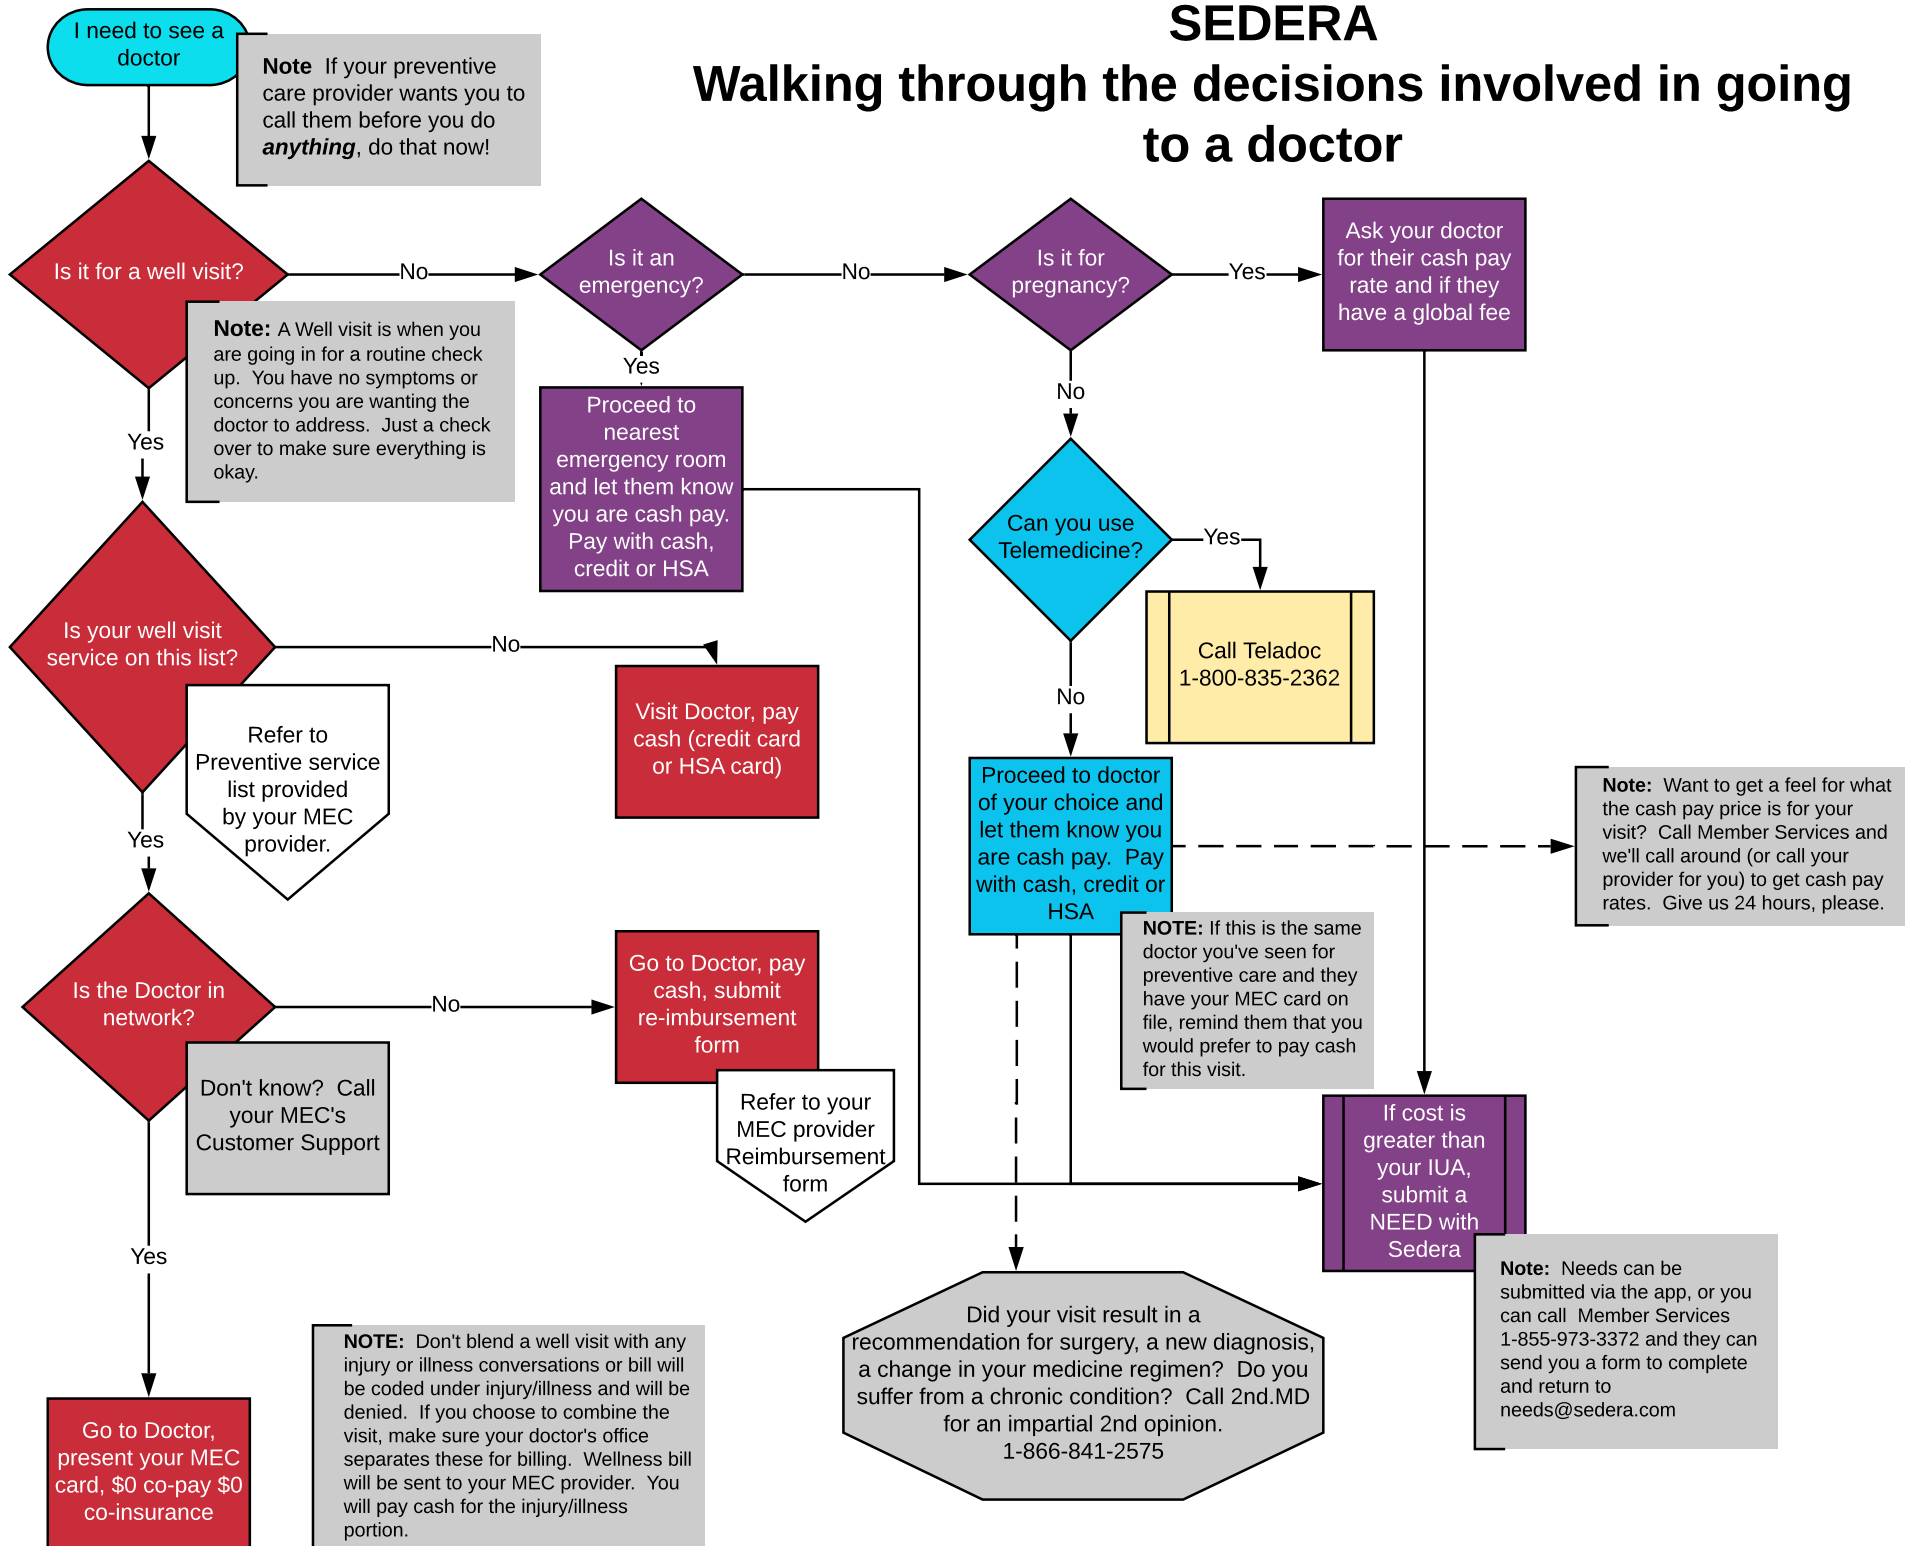 SEDERA
Walking through the decisions involved in going
to a doctor
I need to see a
doctor
Note  If your preventive
care provider wants you to
call them before you do
anything, do that now!
Is it for a well visit?
No
Is it an
emergency?
No
Is it for
pregnancy?
Yes
Ask your doctor
for their cash pay
rate and if they
have a global fee
Note: A Well visit is when you
are going in for a routine check
up.  You have no symptoms or
concerns you are wanting the
doctor to address.  Just a check
over to make sure everything is
okay.
Yes
Yes
Proceed to
nearest
emergency room
and let them know
you are cash pay.
Pay with cash,
credit or HSA
No
Can you use
Telemedicine?
Yes
Call Teladoc
1-800-835-2362
Is your well visit
service on this list?
No
Refer to
Preventive service
list provided
by your MEC
provider.
Visit Doctor, pay
cash (credit card
or HSA card)
No
Proceed to doctor
of your choice and
let them know you
are cash pay.  Pay
with cash, credit or
HSA
Note:  Want to get a feel for what
the cash pay price is for your
visit?  Call Member Services and
we'll call around (or call your
provider for you) to get cash pay
rates.  Give us 24 hours, please.
Yes
NOTE: If this is the same
doctor you've seen for
preventive care and they
have your MEC card on
file, remind them that you
would prefer to pay cash
for this visit.
Is the Doctor in
network?
No
Go to Doctor, pay
cash, submit
re-imbursement
form
Don't know?  Call
your MEC's
Customer Support
Refer to your
MEC provider
Reimbursement
form
If cost is
greater than
your IUA,
submit a
NEED with
Sedera
Yes
Note:  Needs can be
submitted via the app, or you
can call  Member Services
1-855-973-3372 and they can
send you a form to complete
and return to
needs@sedera.com
Did your visit result in a
recommendation for surgery, a new diagnosis,
a change in your medicine regimen?  Do you
suffer from a chronic condition?  Call 2nd.MD
for an impartial 2nd opinion.
1-866-841-2575
NOTE:  Don't blend a well visit with any
injury or illness conversations or bill will
be coded under injury/illness and will be
denied.  If you choose to combine the
visit, make sure your doctor's office
separates these for billing.  Wellness bill
will be sent to your MEC provider.  You
will pay cash for the injury/illness
portion.
Go to Doctor,
present your MEC
card, $0 co-pay $0
co-insurance